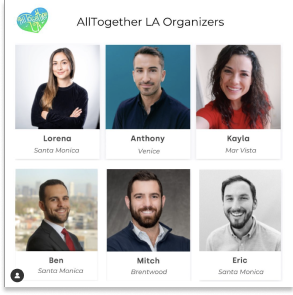 AllTogether LA Organizers
Lorena
Anthony
Kayla
Santa Monica
Venice
Mar Vista
Ben
Mitch
Eric
Santa Monica
Brentwood
Santa Monica